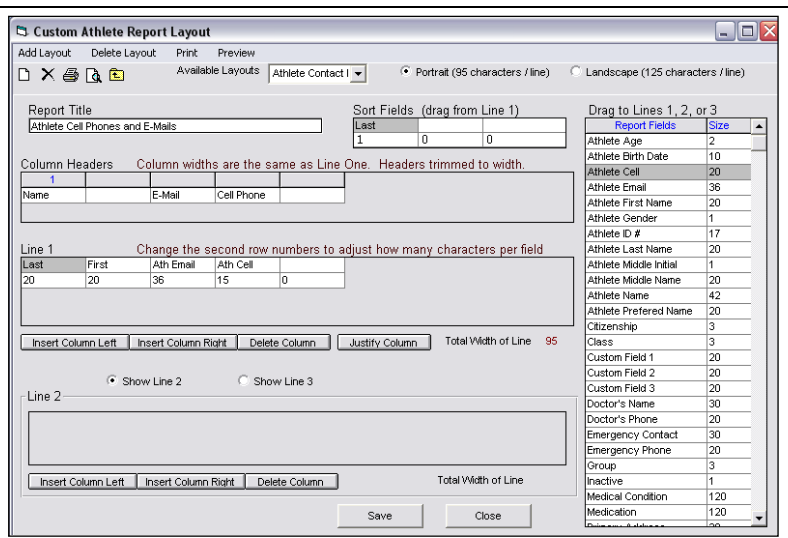 Custom Athlete Report Layout
Add Layout Delete Layout Print Preview
Available Layouts Athlete Contact I Portrait (95 characters / line) Landscape (125 characters / line)
Report Title
Athlete Cell Phones and E-Mails
Sort Fields (drag from Line 1)
Last
1 0 0
Column Headers Column widths are the same as Line One. Headers trimmed to width.
1
Name E-Mail Cell Phone
Line 1 Change the second row numbers to adjust how many characters per field
Last First Ath Email Ath Cell
20 20 36 15 0
Insert Column Left Insert Column Right Delete Column Justify Column Total Width of Line 95
Show Line 2 Show Line 3
Line 2
Insert Column Left Insert Column Right Delete Column Total Width of Line
Save Close
Drag to Lines 1, 2, or 3
Report Fields Size
Athlete Age 2
Athlete Birth Date 10
Athlete Cell 20
Athlete Email 36
Athlete First Name 20
Athlete Gender 1
Athlete ID # 17
Athlete Last Name 20
Athlete Middle Initial 1
Athlete Middle Name 20
Athlete Name 42
Athlete Prefered Name 20
Citizenship 3
Class 3
Custom Field 1 20
Custom Field 2 20
Custom Field 3 20
Doctor's Name 30
Doctor's Phone 20
Emergency Contact 30
Emergency Phone 20
Group 3
Inactive 1
Medical Condition 120
Medication 120